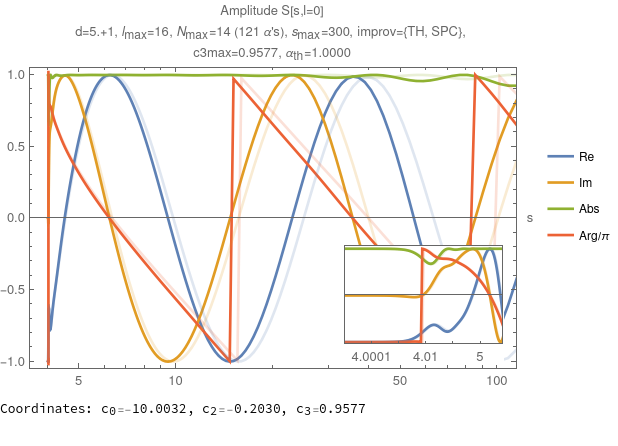 Amplitude S[s,l=0]
d=5.+1, lmax=16, Nmax=14 (121 α's), smax=300, improv={TH, SPC},
c3max=0.9577, αth=1.0000
1.0
0.5
0.0
−0.5
−1.0
5
10
50
100
s
4.0001
4.01
5
Re
Im
Abs
Arg/π
Coordinates: c0=-10.0032, c2=-0.2030, c3=0.9577